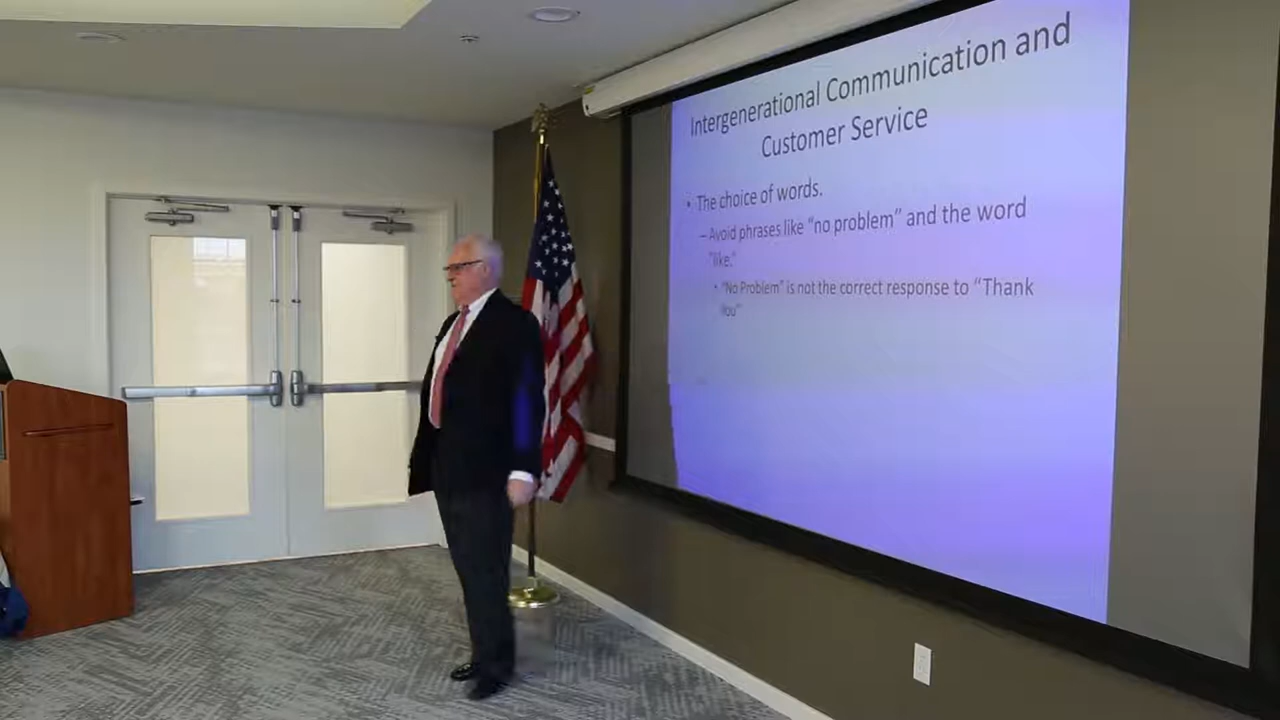 Intergenerational Communication and
Customer Service
• The choice of words.
– Avoid phrases like “no problem” and the word
“like.”
• “No Problem” is not the correct response to “Thank
You”